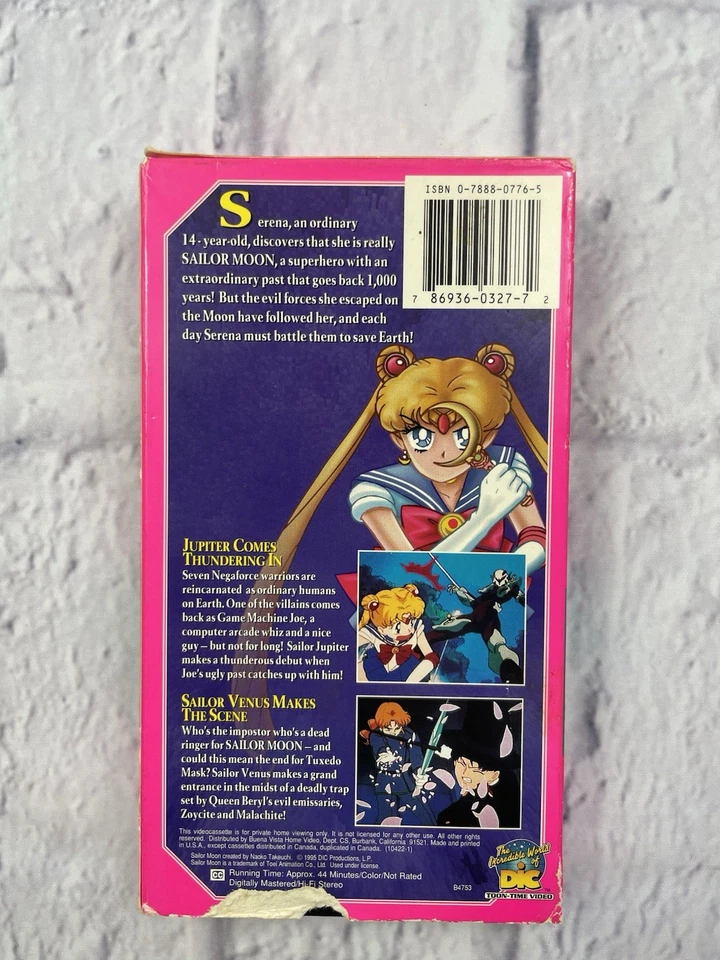 Serena, an ordinary
14-year-old, discovers that she is really
SAILOR MOON, a superhero with an
extraordinary past that goes back 1,000
years! But the evil forces she escaped on
the Moon have followed her, and each
day Serena must battle them to save Earth!
ISBN 0-7888-0776-5
7 86936-0327-7 2
JUPITER COMES
THUNDERING IN
Seven Negaforce warriors are
reincarnated as ordinary humans
on Earth. One of the villains comes
back as Game Machine Joe, a
computer arcade whiz and a nice
guy – but not for long! Sailor Jupiter
makes a thunderous debut when
Joe's ugly past catches up with him!
SAILOR VENUS MAKES
THE SCENE
Who's the impostor who's a dead
ringer for SAILOR MOON – and
could this mean the end for Tuxedo
Mask? Sailor Venus makes a grand
entrance in the midst of a deadly trap
set by Queen Beryl's evil emissaries,
Zoycite and Malachite!
This videocassette is for private home viewing only. It is not licensed for any other use. All other rights
reserved. Distributed by Buena Vista Home Video, Dept. CS, Burbank, California 91521. Made and printed
in U.S.A., except cassettes distributed in Canada, duplicated in Canada. (10422-1)
Sailor Moon created by Naoko Takeuchi. © 1995 DIC Productions, L.P.
Sailor Moon is a trademark of Toei Animation Co., Ltd. Used under license.
CC Running Time: Approx. 44 Minutes/Color/Not Rated
Digitally Mastered/Hi-Fi Stereo
B4753
The
Incredible World
of
DIC
TOON-TIME VIDEO